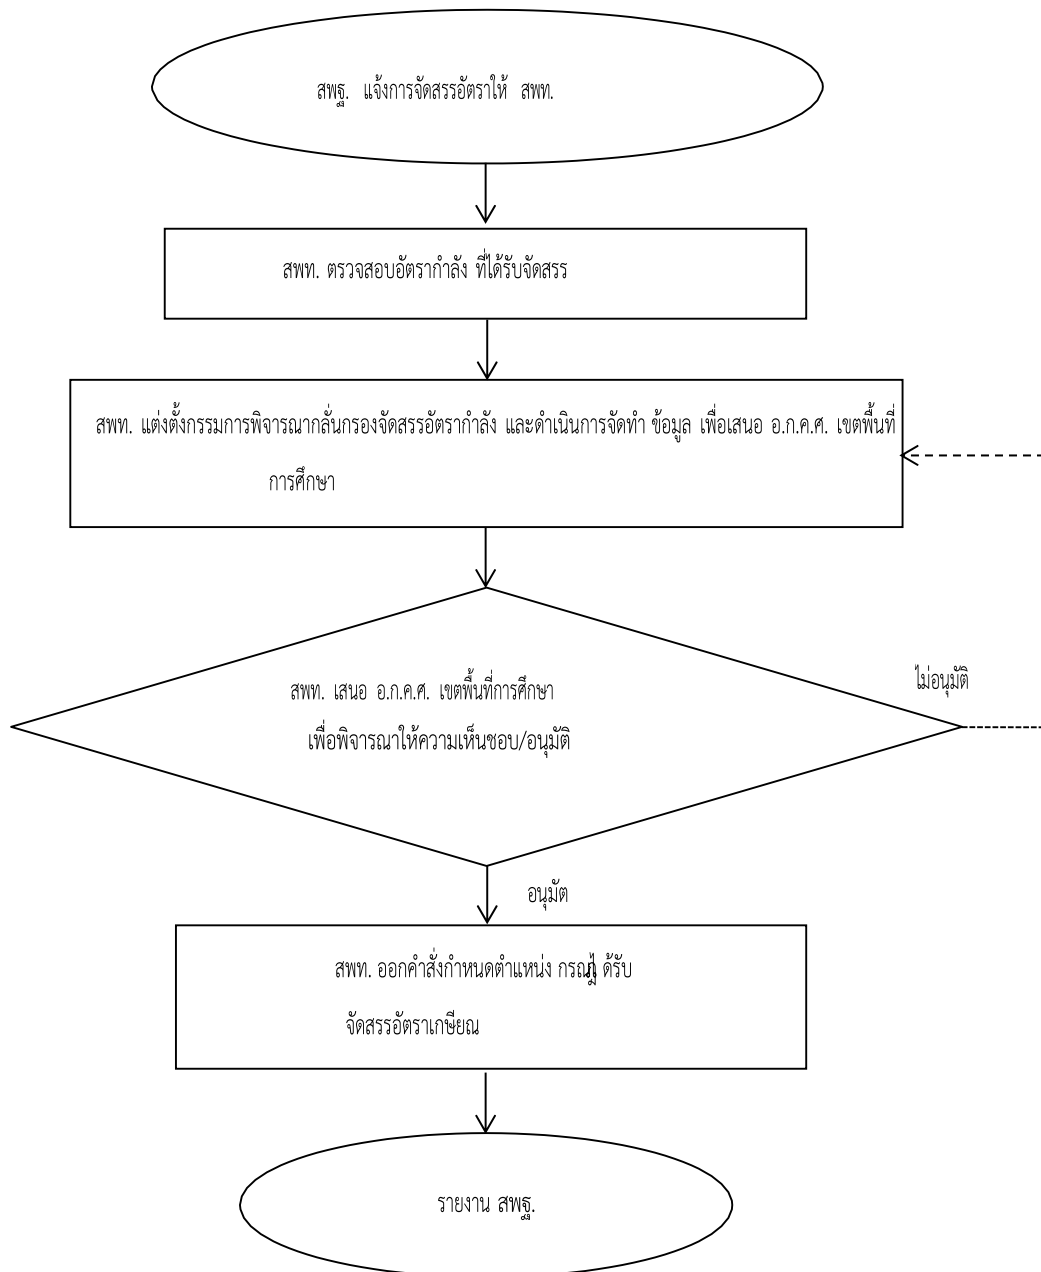 สพฐ. แจ้งการจัดสรรอัตราให้ สพท.
สพท. ตรวจสอบอัตรากำลัง ที่ได้รับจัดสรร
สพท. แต่งตั้งกรรมการพิจารณากลั่นกรองจัดสรรอัตรากำลัง และดำเนินการจัดทำ ข้อมูล เพื่อเสนอ อ.ก.ค.ศ. เขตพื้นที่
การศึกษา
ไม่อนุมัติ
สพท. เสนอ อ.ก.ค.ศ. เขตพื้นที่การศึกษา
เพื่อพิจารณาให้ความเห็นชอบ/อนุมัติ
อนุมัต
สพท. ออกคำสั่งกำหนดตำแหน่ง ด้รับ
จัดสรรอัตราเกษียณ
รายงาน สพฐ.